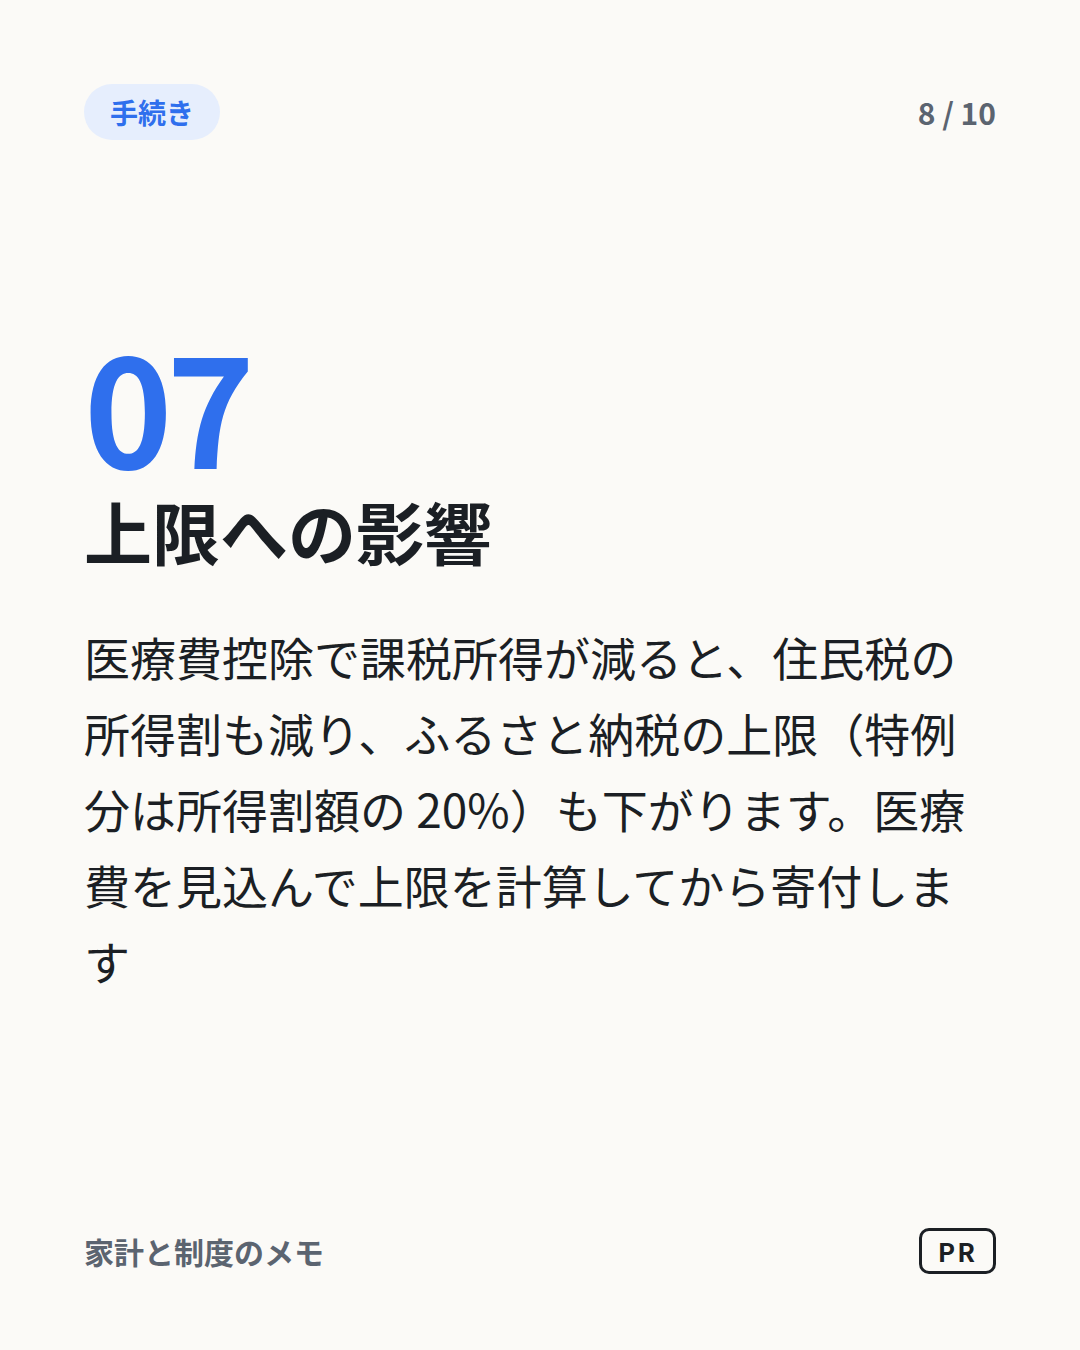 手続き
8 / 10
07
上限への影響
医療費控除で課税所得が減ると、住民税の
所得割も減り、ふるさと納税の上限（特例
分は所得割額の 20%）も下がります。医療
費を見込んで上限を計算してから寄付しま
す
家計と制度のメモ
PR